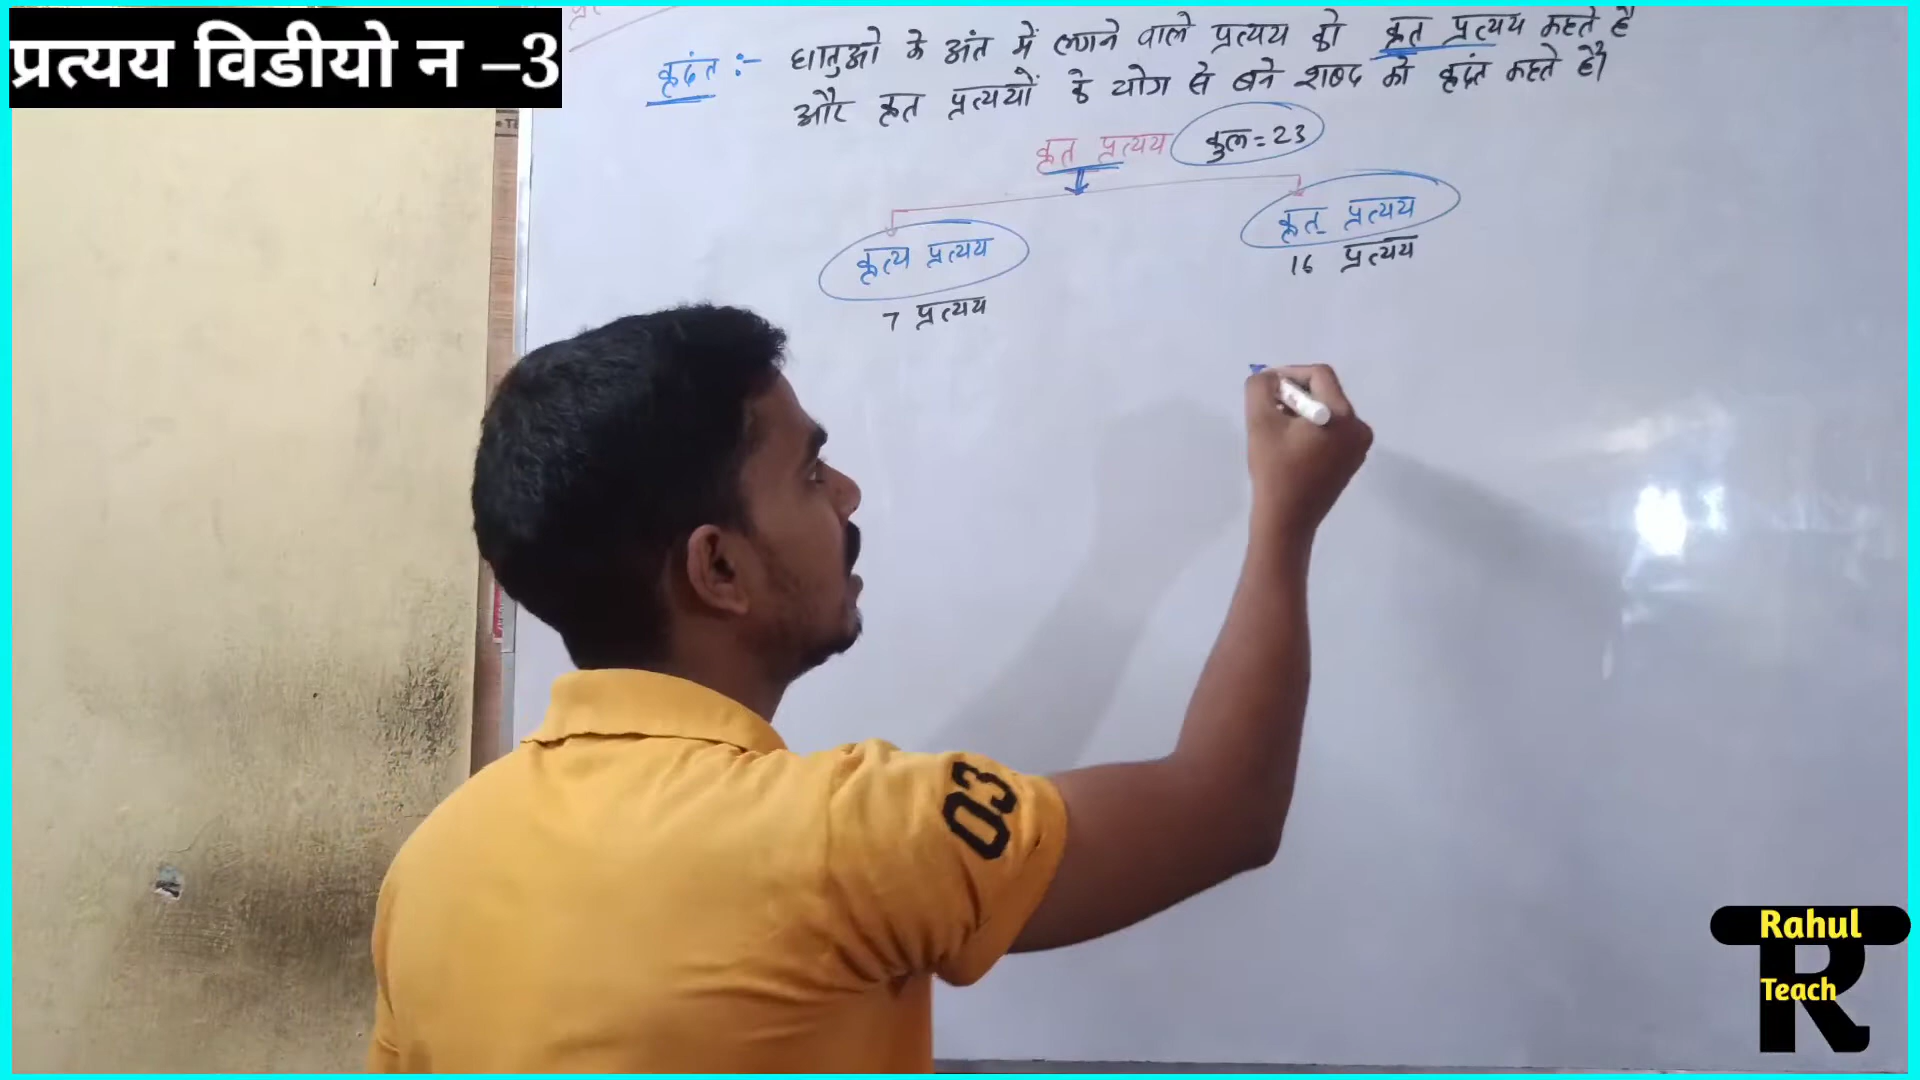 प्रत्यय विडीयो न –3
कृदंत :- धातुओ के अंत में लगने वाले प्रत्यय को कृत प्रत्यय कहते है
और कृत प्रत्ययों के योग से बने शब्द को कृदंत कहते है।
कृत प्रत्यय कुल = 23
कृत्य प्रत्यय
कृत प्रत्यय
7 प्रत्यय
16 प्रत्यय
03
Rahul
R
Teach